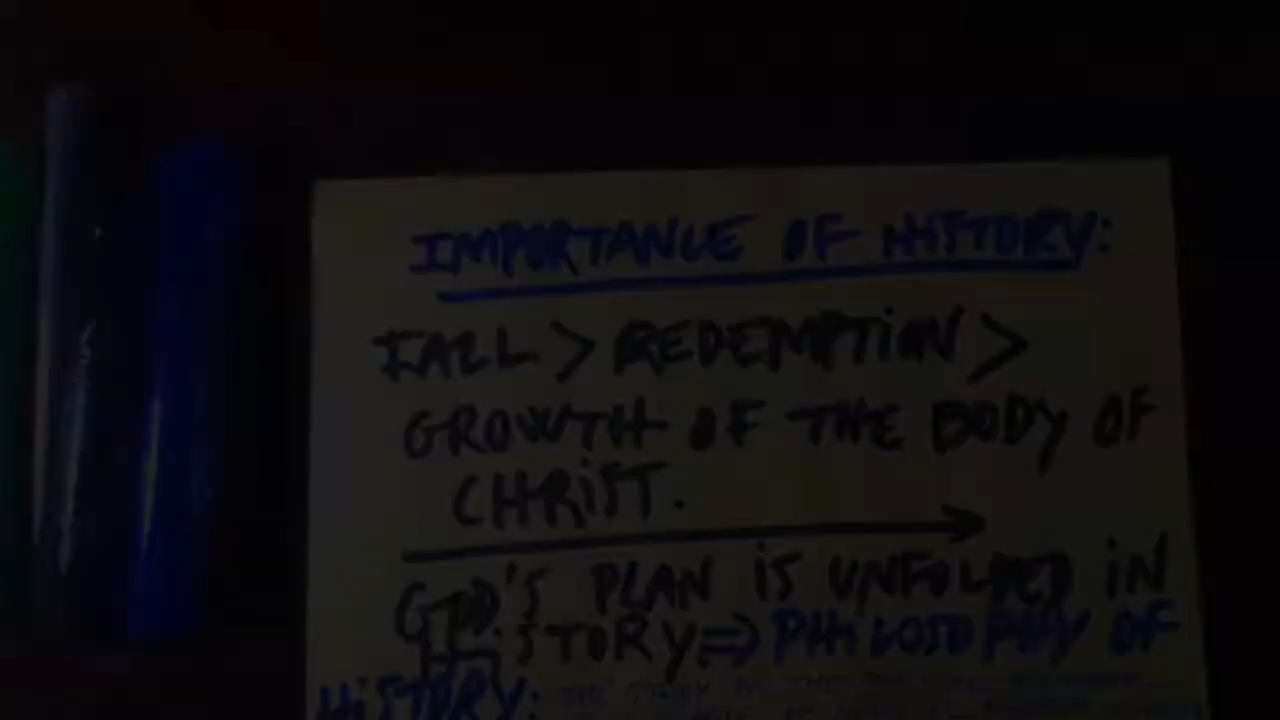 IMPORTANCE OF HISTORY:
FALL > REDEMPTION >
GROWTH OF THE BODY OF
CHRiST.
GOD'S PLAN iS UNFOLDED iN
HiSTORY. ⇒ PHiLOSOPHY OF
HiSTORY: